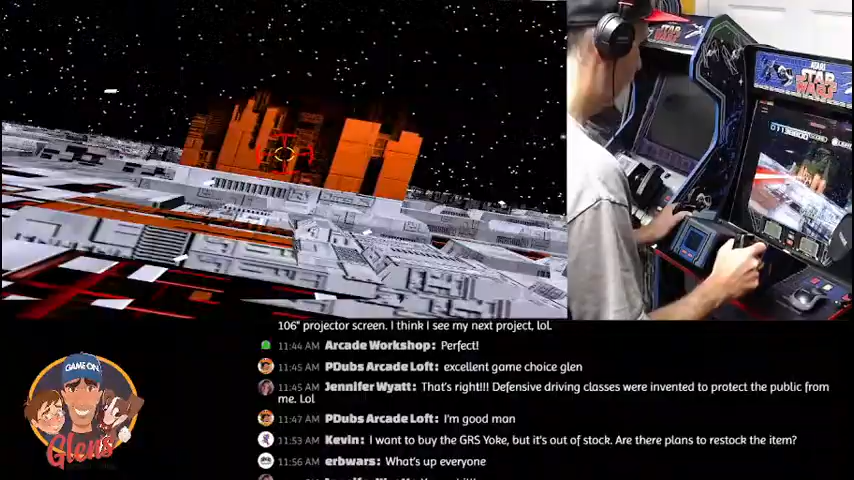 STAR
WARS
ATARI
STAR
WARS
106" projector screen. I think I see my next project, lol.
11:44 AM Arcade Workshop: Perfect!
11:45 AM PDubs Arcade Loft: excellent game choice glen
11:45 AM Jennifer Wyatt: That's right!!! Defensive driving classes were invented to protect the public from
me. Lol
11:47 AM PDubs Arcade Loft: I'm good man
11:53 AM Kevin: I want to buy the GRS Yoke, but it's out of stock. Are there plans to restock the item?
11:56 AM erbwars: What's up everyone
GAME ON!
Glens